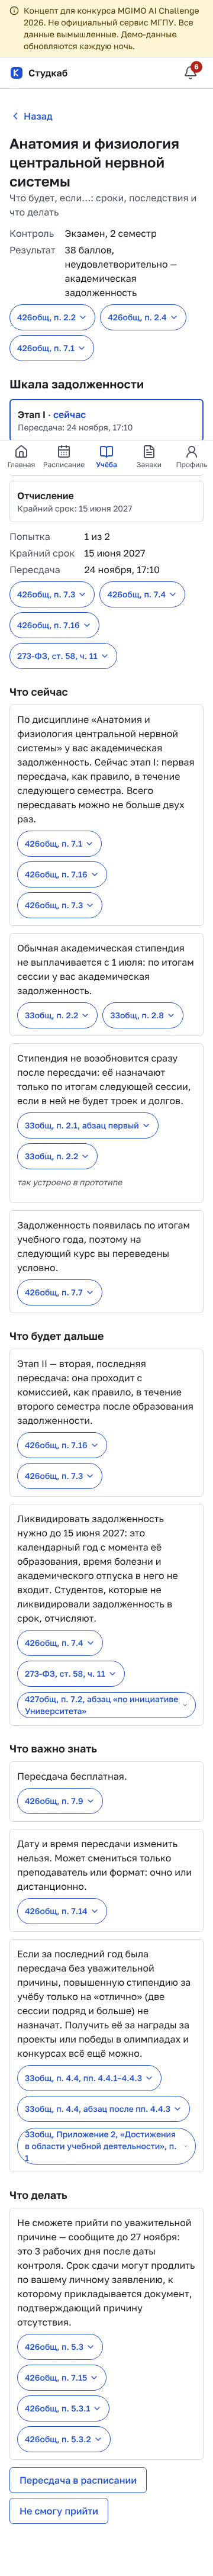 Концепт для конкурса MGIMO AI Challenge
2026. Не официальный сервис МГПУ. Все
данные вымышленные. Демо-данные
обновляются каждую ночь.
Студкаб
6
Назад
Анатомия и физиология
центральной нервной
системы
Что будет, если…: сроки, последствия и
что делать
Контроль Экзамен, 2 семестр
Результат 38 баллов,
неудовлетворительно —
академическая
задолженность
426общ, п. 2.2 426общ, п. 2.4
426общ, п. 7.1
Шкала задолженности
Этап I · сейчас
Пересдача: 24 ноября, 17:10
Главная Расписание Учёба Заявки Профиль
Отчисление
Крайний срок: 15 июня 2027
Попытка 1 из 2
Крайний срок 15 июня 2027
Пересдача 24 ноября, 17:10
426общ, п. 7.3 426общ, п. 7.4
426общ, п. 7.16
273-ФЗ, ст. 58, ч. 11
Что сейчас
По дисциплине «Анатомия и
физиология центральной нервной
системы» у вас академическая
задолженность. Сейчас этап I: первая
пересдача, как правило, в течение
следующего семестра. Всего
пересдавать можно не больше двух
раз.
426общ, п. 7.1
426общ, п. 7.16
426общ, п. 7.3
Обычная академическая стипендия
не выплачивается с 1 июля: по итогам
сессии у вас академическая
задолженность.
33общ, п. 2.2 33общ, п. 2.8
Стипендия не возобновится сразу
после пересдачи: её назначают
только по итогам следующей сессии,
если в ней не будет троек и долгов.
33общ, п. 2.1, абзац первый
33общ, п. 2.2
так устроено в прототипе
Задолженность появилась по итогам
учебного года, поэтому на
следующий курс вы переведены
условно.
426общ, п. 7.7
Что будет дальше
Этап II — вторая, последняя
пересдача: она проходит с
комиссией, как правило, в течение
второго семестра после образования
задолженности.
426общ, п. 7.16
426общ, п. 7.3
Ликвидировать задолженность
нужно до 15 июня 2027: это
календарный год с момента её
образования, время болезни и
академического отпуска в него не
входит. Студентов, которые не
ликвидировали задолженность в
срок, отчисляют.
426общ, п. 7.4
273-ФЗ, ст. 58, ч. 11
427общ, п. 7.2, абзац «по инициативе
Университета»
Что важно знать
Пересдача бесплатная.
426общ, п. 7.9
Дату и время пересдачи изменить
нельзя. Может смениться только
преподаватель или формат: очно или
дистанционно.
426общ, п. 7.14
Если за последний год была
пересдача без уважительной
причины, повышенную стипендию за
учёбу только на «отлично» (две
сессии подряд и больше) не
назначат. Получить её за награды за
проекты или победы в олимпиадах и
конкурсах всё ещё можно.
33общ, п. 4.4, пп. 4.4.1–4.4.3
33общ, п. 4.4, абзац после пп. 4.4.3
33общ, Приложение 2, «Достижения
в области учебной деятельности», п.
1
Что делать
Не сможете прийти по уважительной
причине — сообщите до 27 ноября:
это 3 рабочих дня после даты
контроля. Срок сдачи могут продлить
по вашему личному заявлению, к
которому прикладывается документ,
подтверждающий причину
отсутствия.
426общ, п. 5.3
426общ, п. 7.15
426общ, п. 5.3.1
426общ, п. 5.3.2
Пересдача в расписании
Не смогу прийти